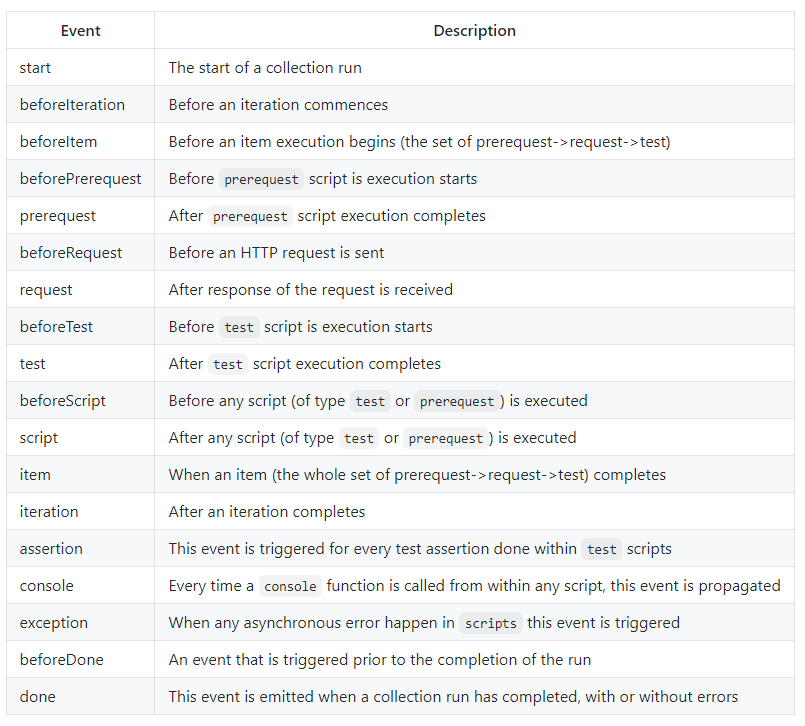 Event Description
start The start of a collection run
beforeIteration Before an iteration commences
beforeItem Before an item execution begins (the set of prerequest->request->test)
beforePrerequest Before prerequest script is execution starts
prerequest After prerequest script execution completes
beforeRequest Before an HTTP request is sent
request After response of the request is received
beforeTest Before test script is execution starts
test After test script execution completes
beforeScript Before any script (of type test or prerequest ) is executed
script After any script (of type test or prerequest ) is executed
item When an item (the whole set of prerequest->request->test) completes
iteration After an iteration completes
assertion This event is triggered for every test assertion done within test scripts
console Every time a console function is called from within any script, this event is propagated
exception When any asynchronous error happen in scripts this event is triggered
beforeDone An event that is triggered prior to the completion of the run
done This event is emitted when a collection run has completed, with or without errors